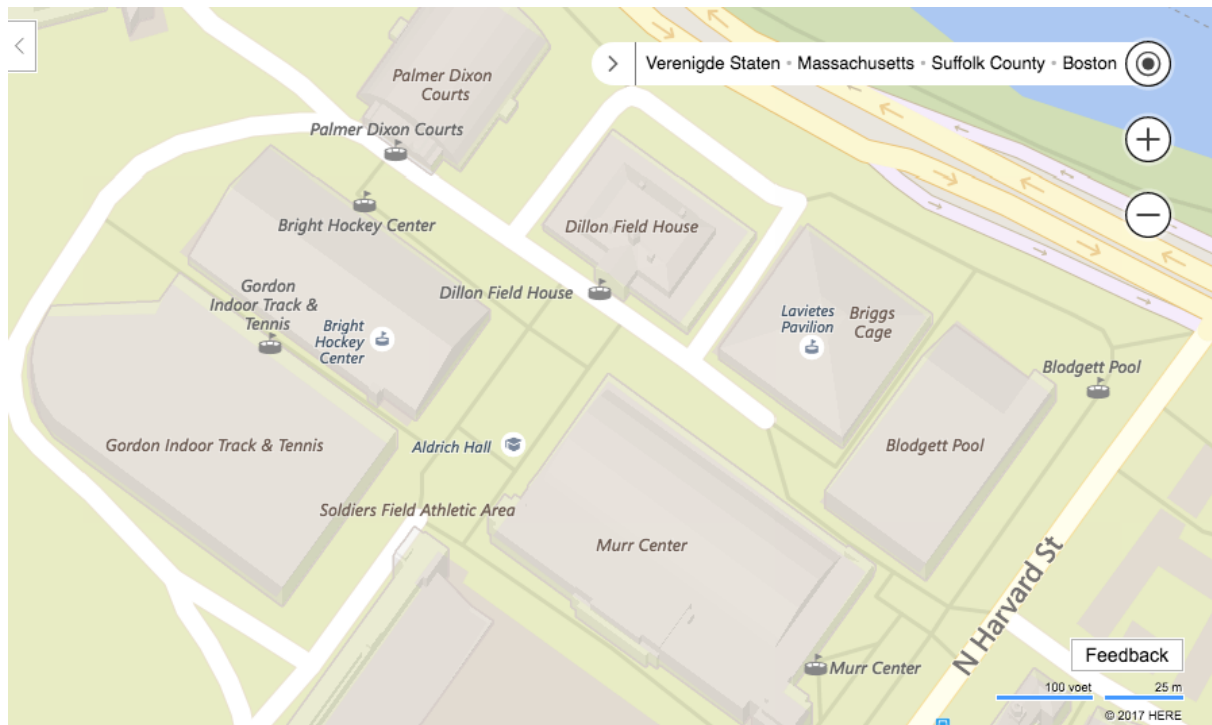 Verenigde Staten • Massachusetts • Suffolk County • Boston
Palmer Dixon
Courts
Palmer Dixon Courts
Bright Hockey Center
Dillon Field House
Dillon Field House
Gordon
Indoor Track &
Tennis
Bright
Hockey
Center
Lavietes
Pavilion
Briggs
Cage
Blodgett Pool
Gordon Indoor Track & Tennis
Aldrich Hall
Blodgett Pool
Soldiers Field Athletic Area
Murr Center
N Harvard St
Murr Center
Feedback
100 voet
25 m
© 2017 HERE